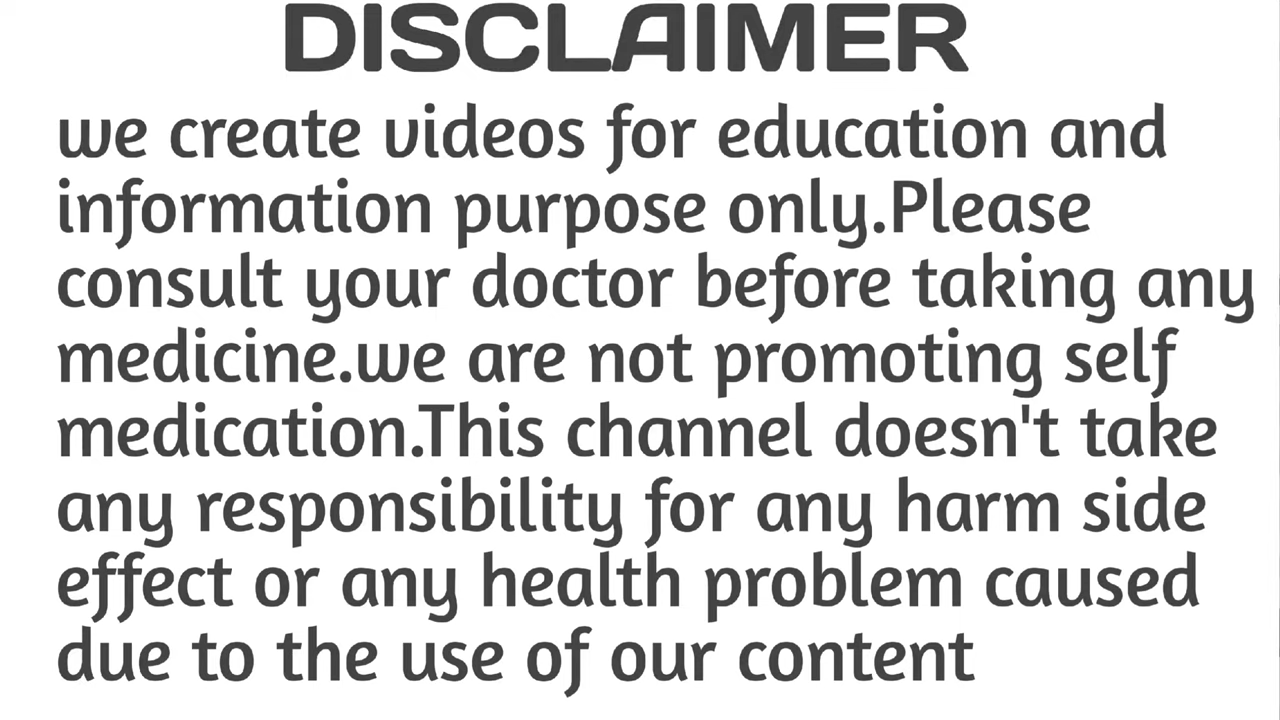 DISCLAIMER
we create videos for education and
information purpose only.Please
consult your doctor before taking any
medicine.we are not promoting self
medication.This channel doesn't take
any responsibility for any harm side
effect or any health problem caused
due to the use of our content